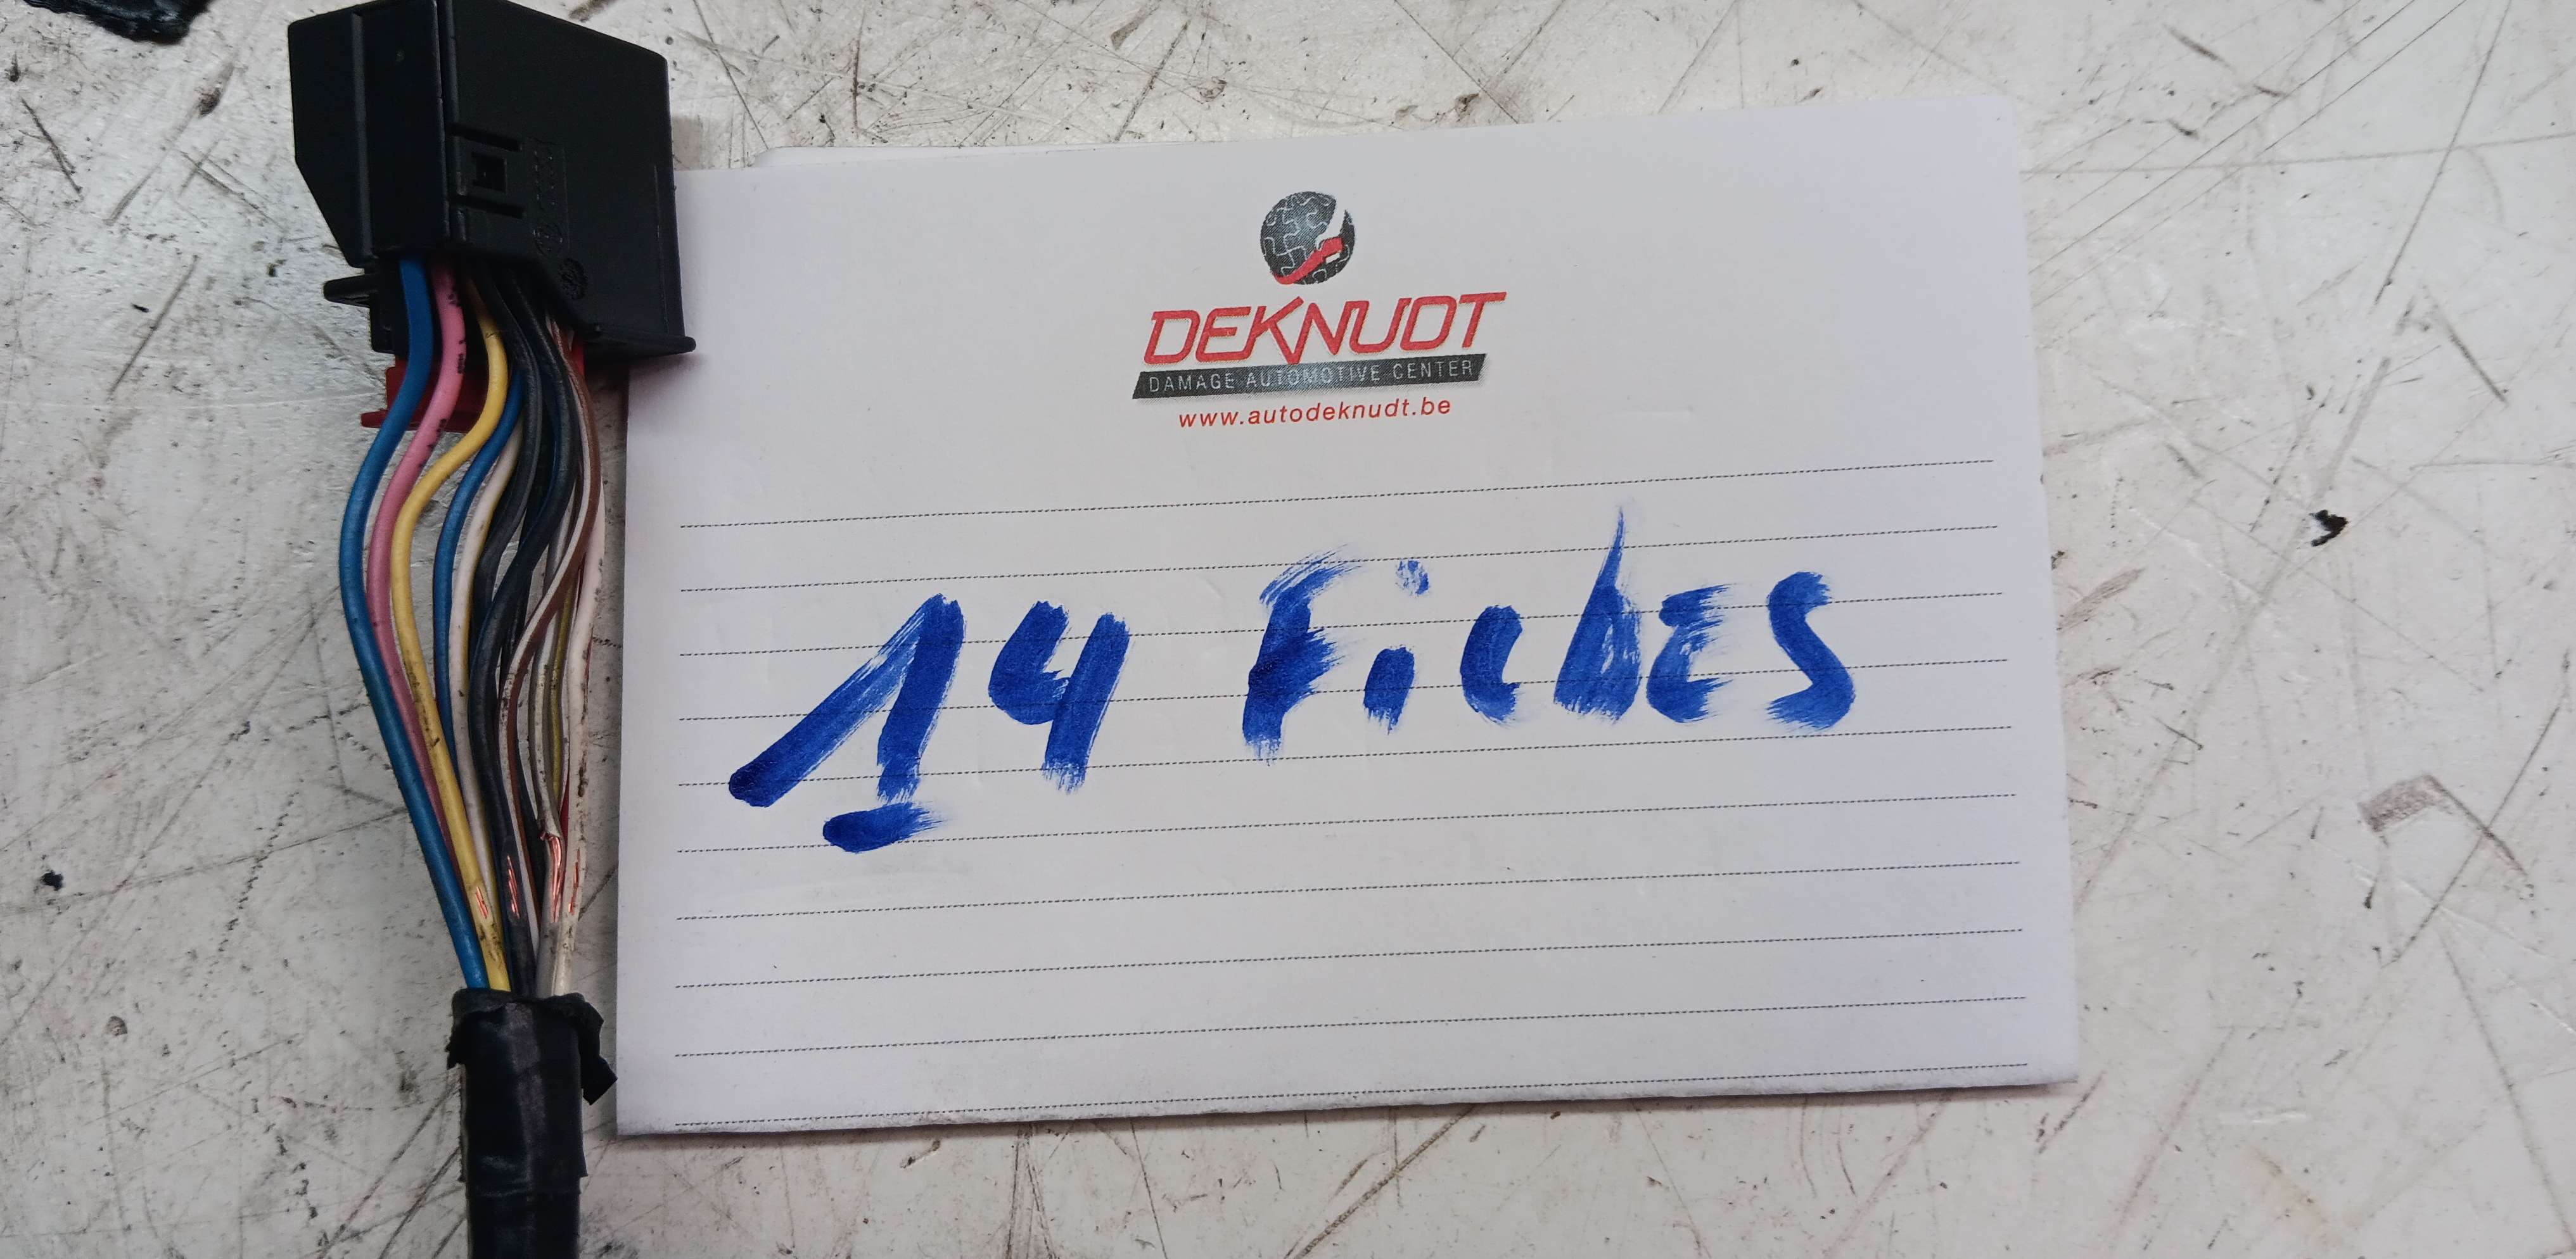 DEKNUDT
DAMAGE AUTOMOTIVE CENTER
www.autodeknudt.be
14 Fiches